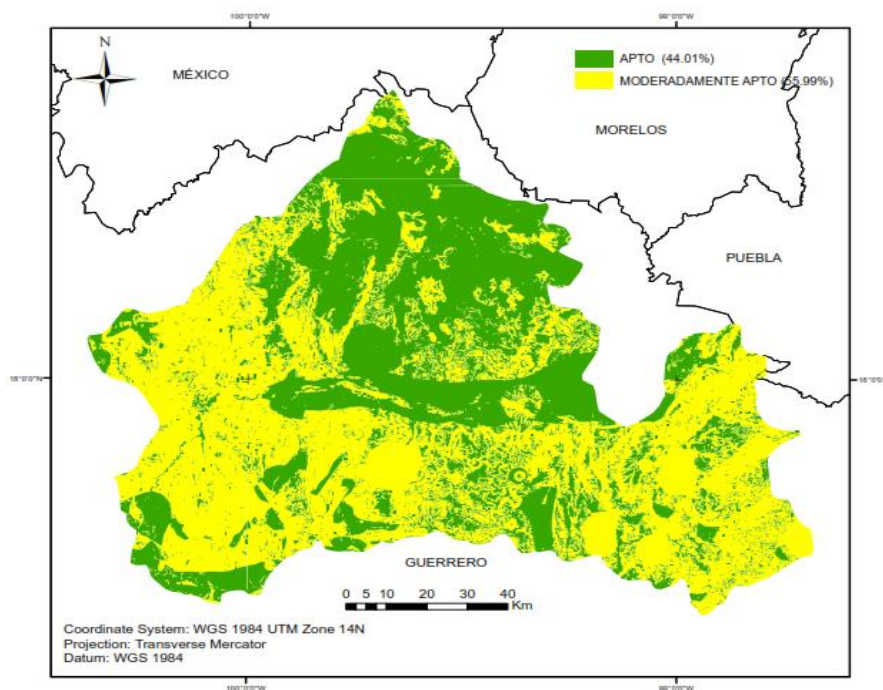 100°0'0"W
99°0'0"W
N
MÉXICO
APTO (44.01%)
MODERADAMENTE APTO (55.99%)
MORELOS
PUEBLA
18°0'0"N
18°0'0"N
GUERRERO
0 5 10 20 30 40
Km
Coordinate System: WGS 1984 UTM Zone 14N
Projection: Transverse Mercator
Datum: WGS 1984
100°0'0"W
99°0'0"W